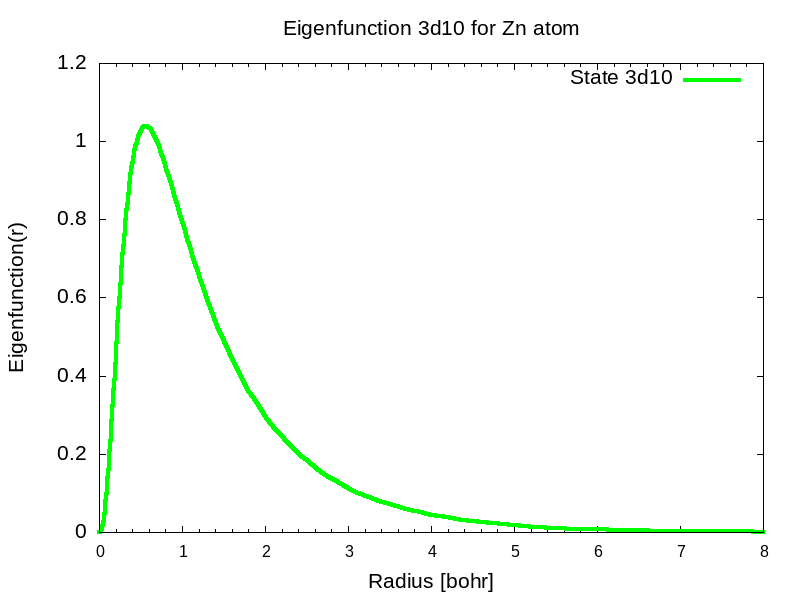 Eigenfunction 3d10 for Zn atom
State 3d10
1.2
1
0.8
0.6
0.4
0.2
0
Eigenfunction(r)
0 1 2 3 4 5 6 7 8
Radius [bohr]